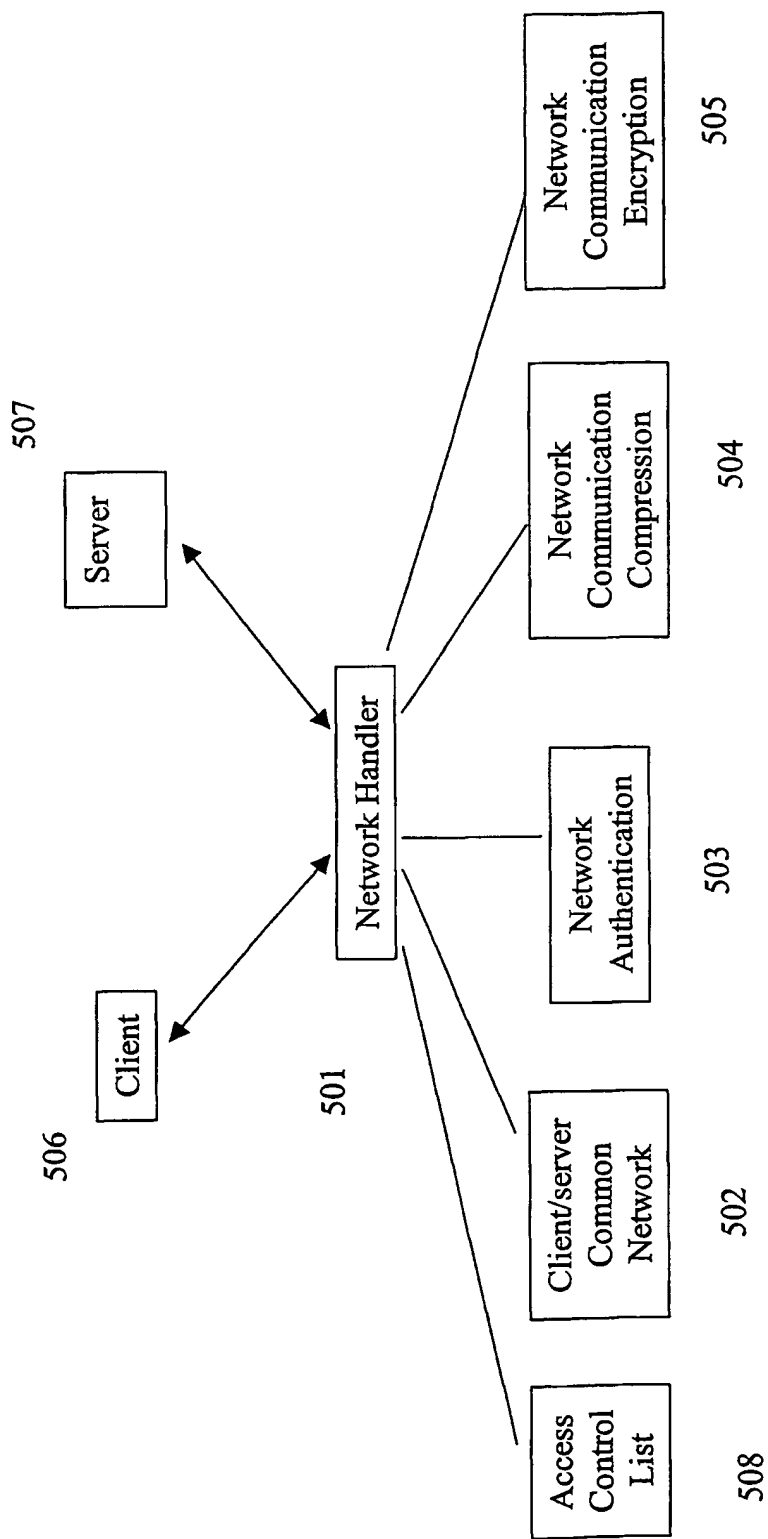 507
Server
506
Client
501
Network Handler
Access
Control
List
508
Client/server
Common
Network
502
Network
Authentication
503
Network
Communication
Compression
504
Network
Communication
Encryption
505